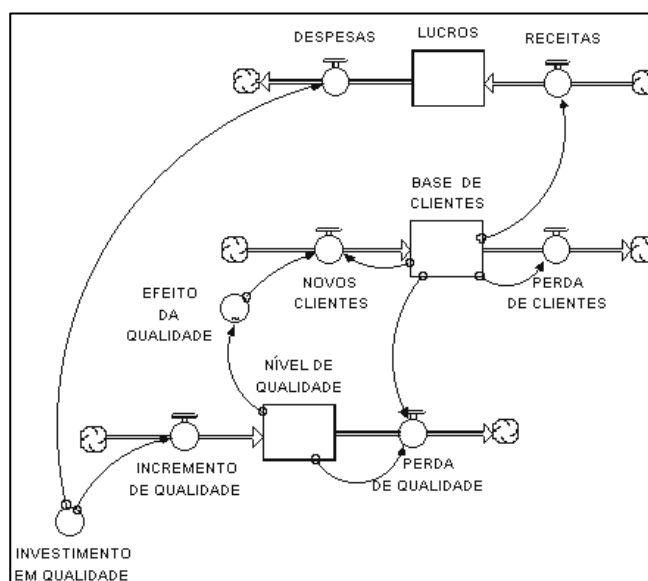 DESPESAS
LUCROS
RECEITAS
BASE DE
CLIENTES
NOVOS
CLIENTES
PERDA
DE CLIENTES
EFEITO
DA
QUALIDADE
~
NÍVEL DE
QUALIDADE
INCREMENTO
DE QUALIDADE
PERDA
DE QUALIDADE
INVESTIMENTO
EM QUALIDADE